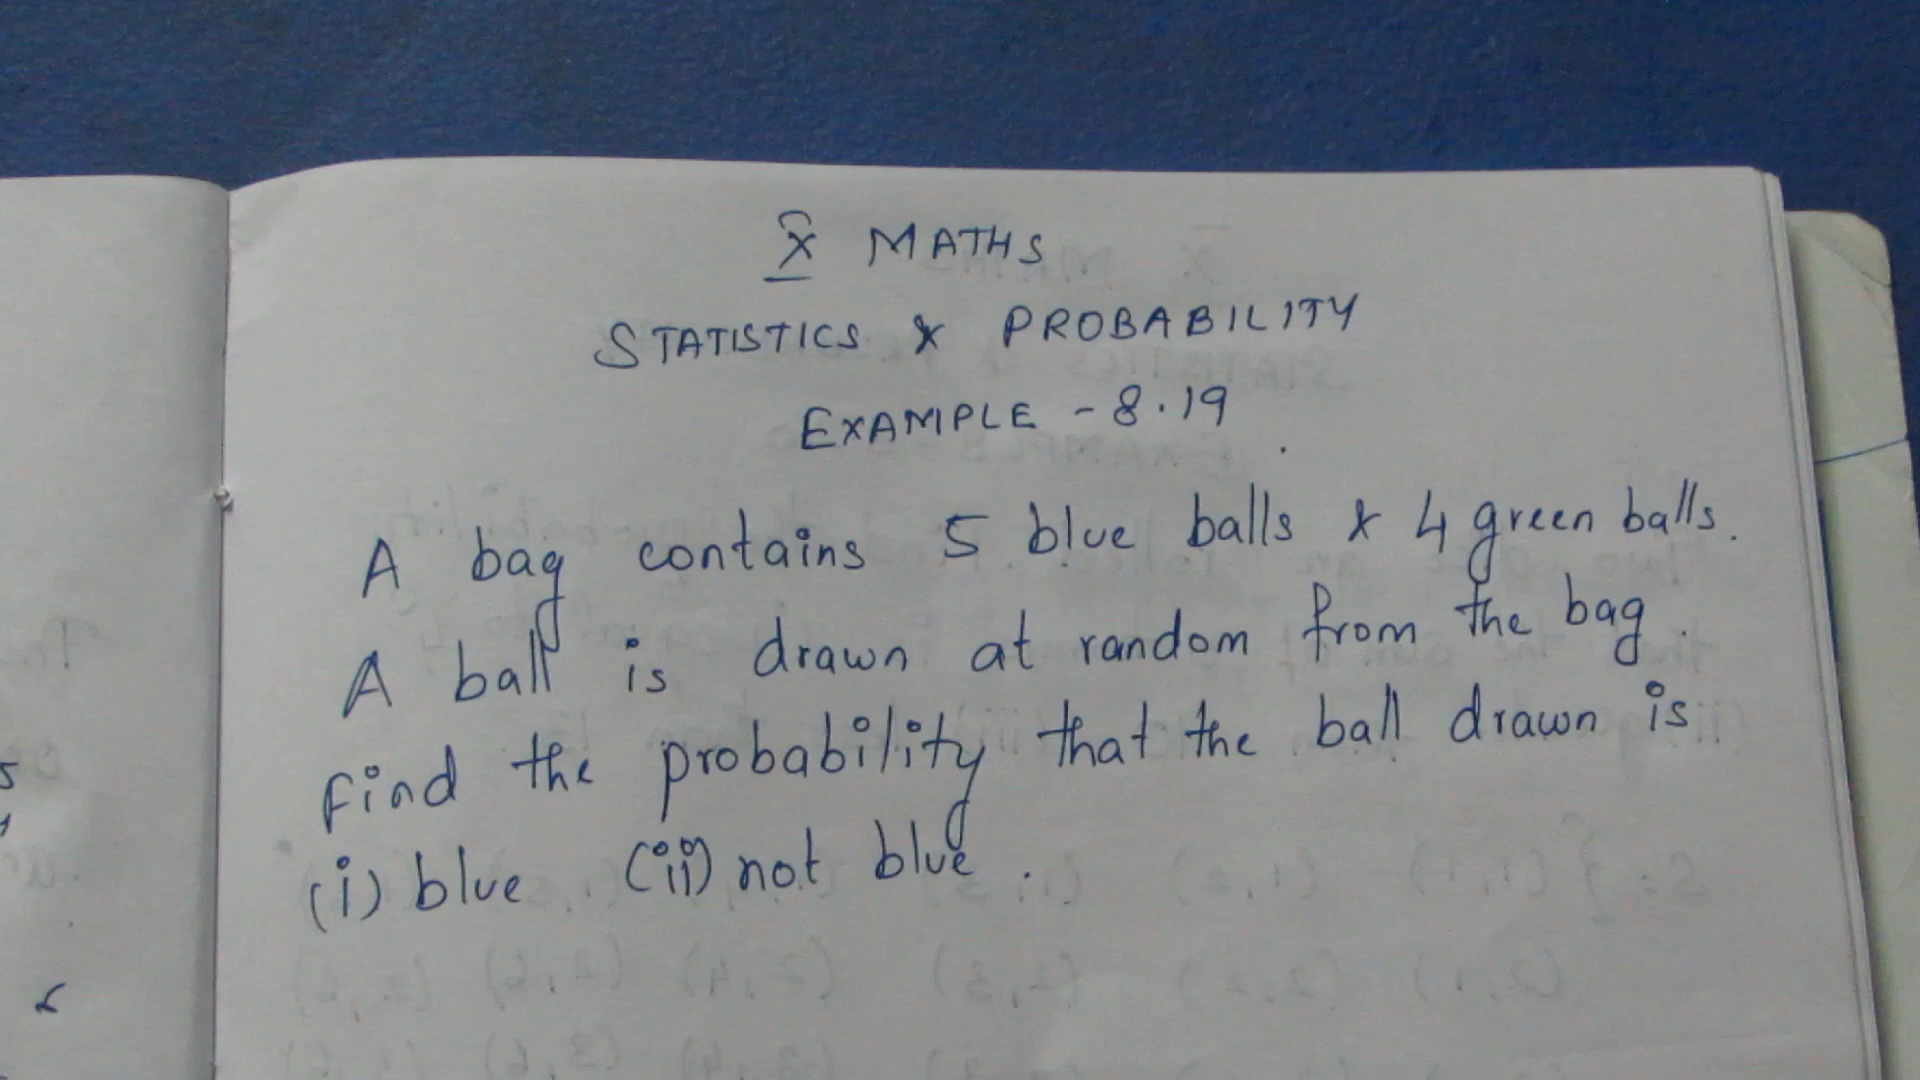 X MATHS
STATISTICS & PROBABILITY
EXAMPLE - 8.19
A bag contains 5 blue balls & 4 green balls.
A ball is drawn at random from the bag.
Find the probability that the ball drawn is
(i) blue (ii) not blue.